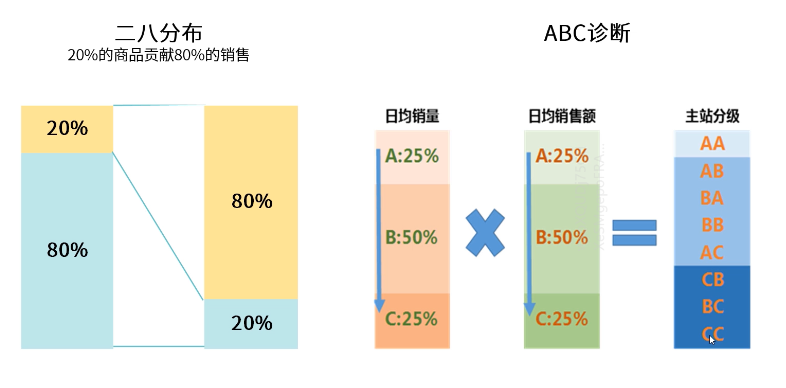 二八分布
20%的商品贡献80%的销售
20%
80%
80%
20%
ABC诊断
日均销量
A:25%
B:50%
C:25%
日均销售额
A:25%
B:50%
C:25%
主站分级
AA
AB
BA
BB
AC
CB
BC
CC